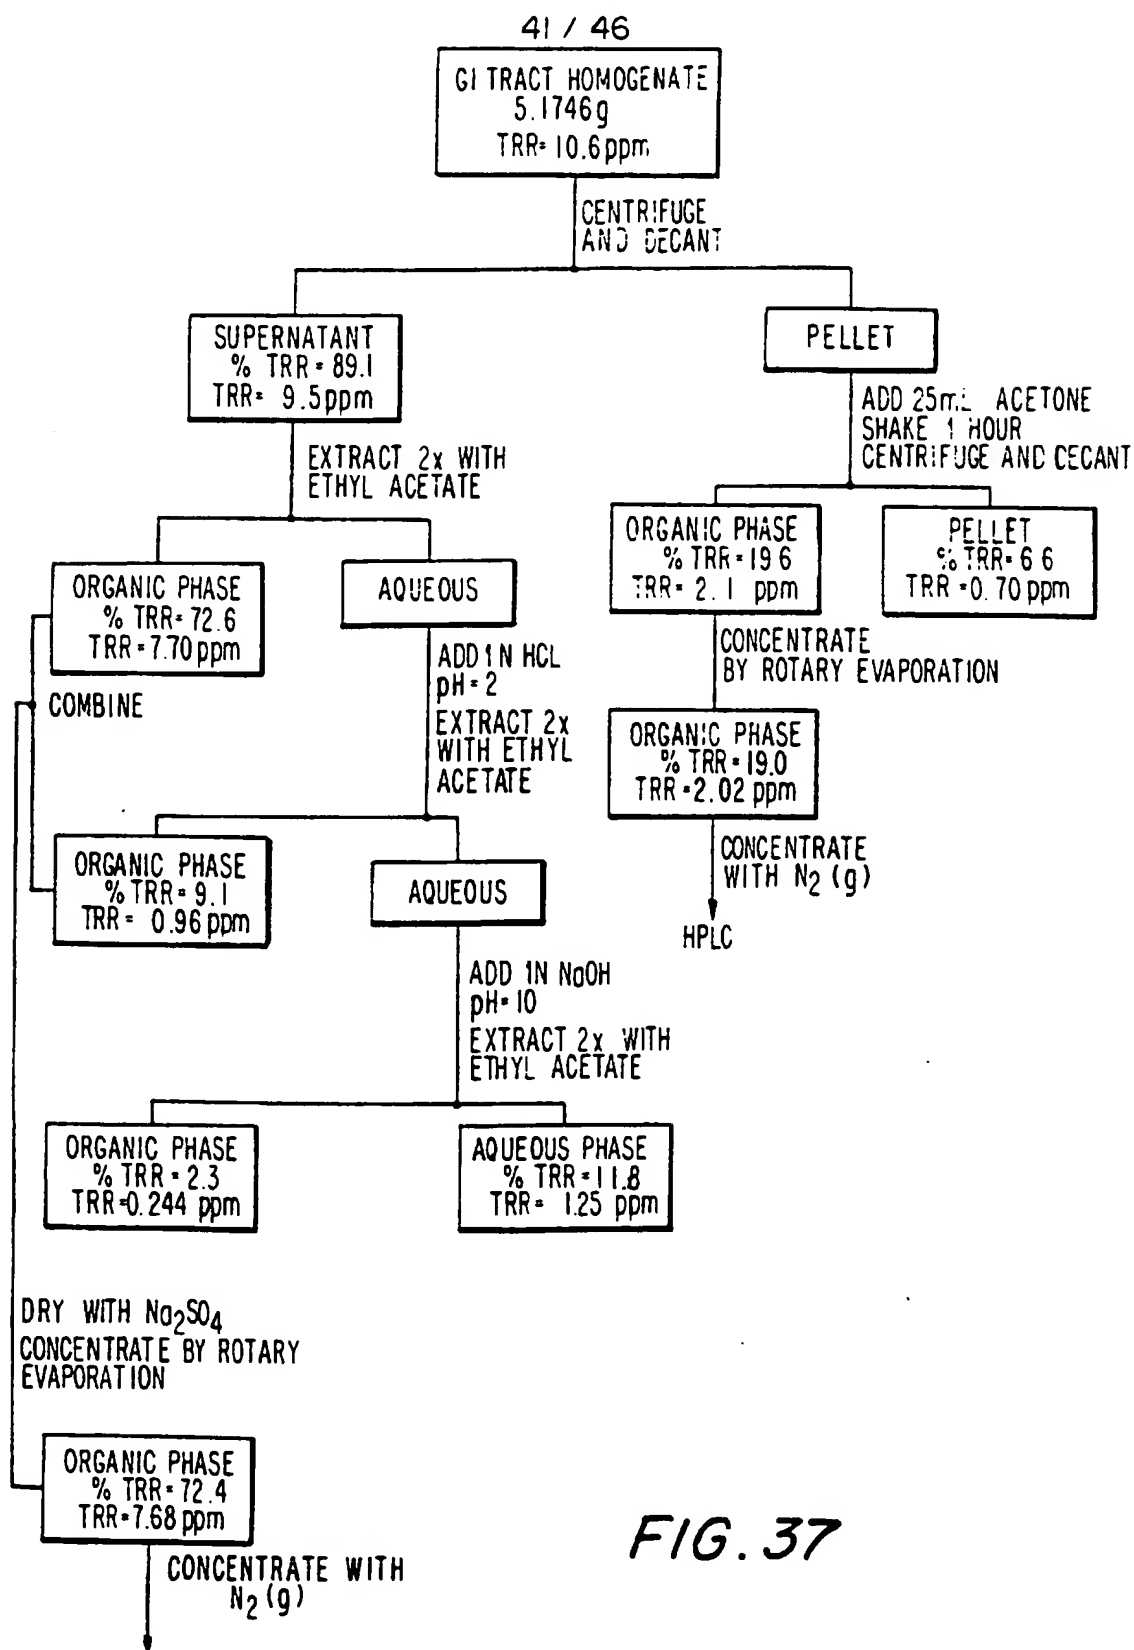 41 / 46
GI TRACT HOMOGENATE
5.1746g
TRR= 10.6 ppm
CENTRIFUGE
AND DECANT
SUPERNATANT
% TRR = 89.1
TRR= 9.5 ppm
PELLET
EXTRACT 2x WITH
ETHYL ACETATE
ADD 25mL ACETONE
SHAKE 1 HOUR
CENTRIFUGE AND CECANT
ORGANIC PHASE
% TRR = 72.6
TRR = 7.70 ppm
AQUEOUS
ORGANIC PHASE
% TRR = 19.6
TRR = 2.1 ppm
PELLET
% TRR = 6.6
TRR = 0.70 ppm
COMBINE
ADD 1 N HCL
pH = 2
EXTRACT 2x
WITH ETHYL
ACETATE
CONCENTRATE
BY ROTARY EVAPORATION
ORGANIC PHASE
% TRR = 19.0
TRR = 2.02 ppm
ORGANIC PHASE
% TRR = 9.1
TRR = 0.96 ppm
AQUEOUS
CONCENTRATE
WITH N2 (g)
HPLC
ADD 1N NaOH
pH = 10
EXTRACT 2x WITH
ETHYL ACETATE
ORGANIC PHASE
% TRR = 2.3
TRR = 0.244 ppm
AQUEOUS PHASE
% TRR = 11.8
TRR = 1.25 ppm
DRY WITH Na2SO4
CONCENTRATE BY ROTARY
EVAPORATION
ORGANIC PHASE
% TRR = 72.4
TRR = 7.68 ppm
CONCENTRATE WITH
N2 (g)
FIG. 37